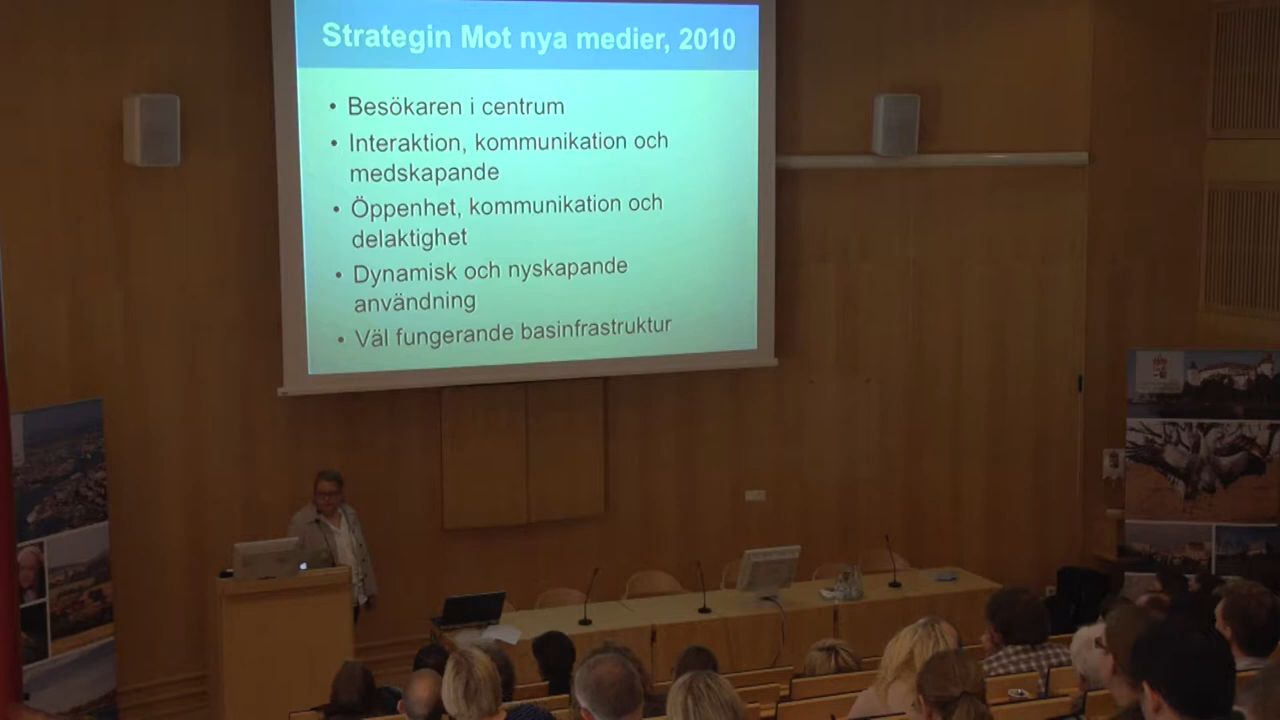 Strategin Mot nya medier, 2010
• Besökaren i centrum
• Interaktion, kommunikation och
medskapande
• Öppenhet, kommunikation och
delaktighet
• Dynamisk och nyskapande
användning
• Väl fungerande basinfrastruktur